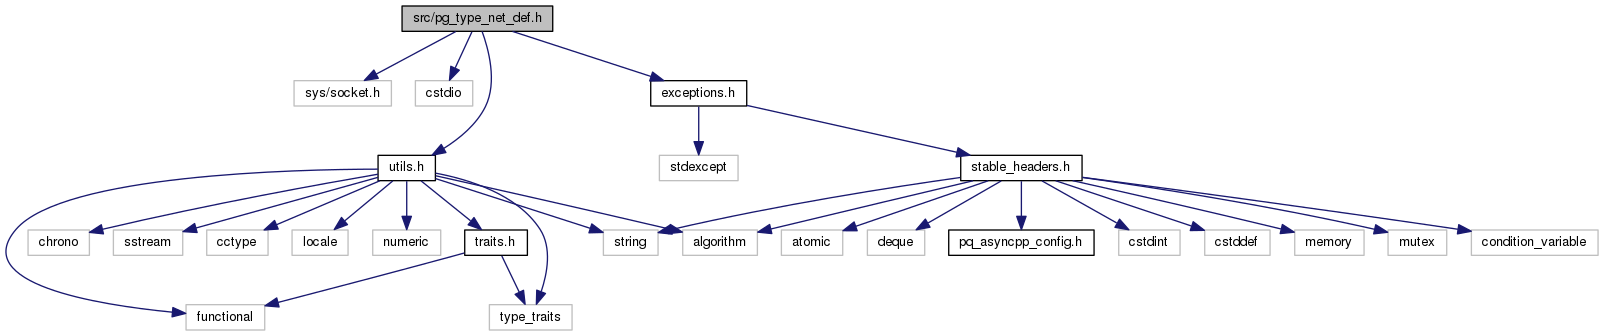 src/pg_type_net_def.h
sys/socket.h
cstdio
exceptions.h
utils.h
stdexcept
stable_headers.h
chrono
sstream
cctype
locale
numeric
traits.h
string
algorithm
atomic
deque
pq_asyncpp_config.h
cstdint
cstddef
memory
mutex
condition_variable
functional
type_traits